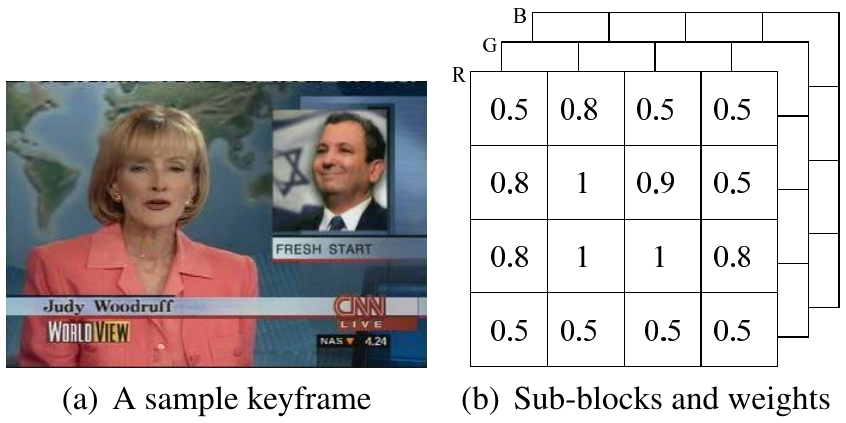 FRESH START
Judy Woodruff
CNN
LIVE
WORLDVIEW
NAS ▼ 4.24
(a) A sample keyframe
B
G
R
0.5 0.8 0.5 0.5
0.8 1 0.9 0.5
0.8 1 1 0.8
0.5 0.5 0.5 0.5
(b) Sub-blocks and weights